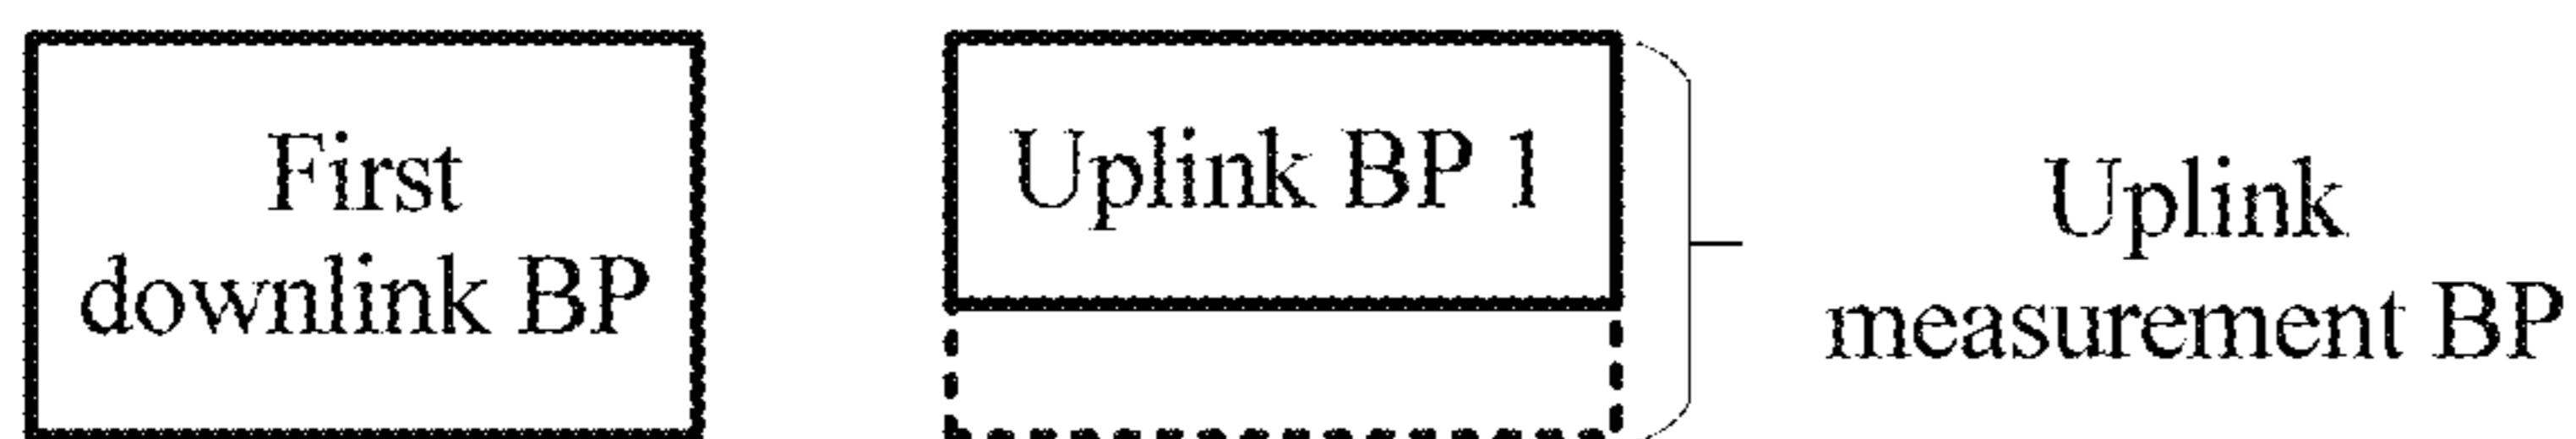 First
downlink BP
Uplink BP 1
Uplink
measurement BP